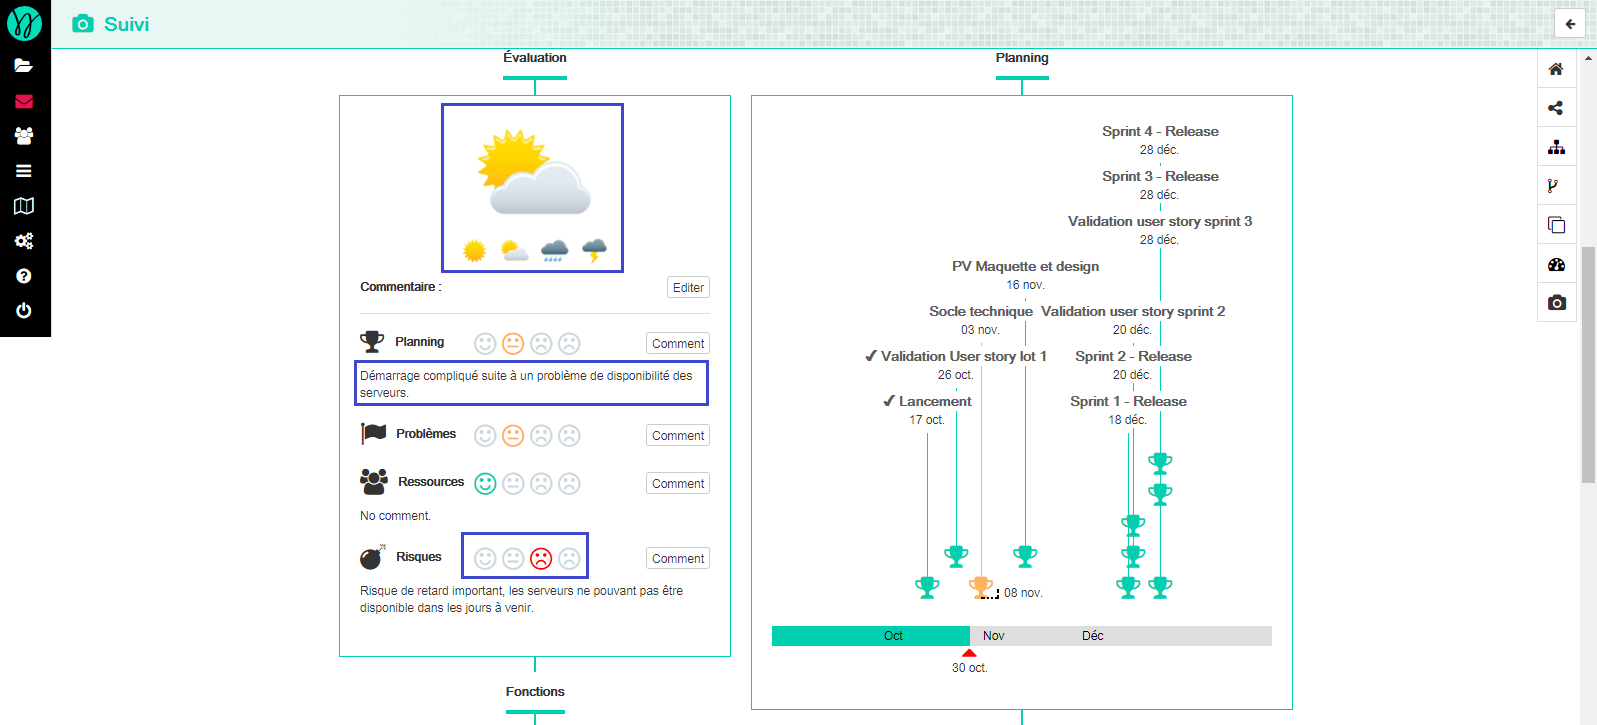 Suivi
Évaluation
Commentaire :
Editer
Planning
Comment
Démarrage compliqué suite à un problème de disponibilité des
serveurs.
Problèmes
Comment
Ressources
Comment
No comment.
Risques
Comment
Risque de retard important, les serveurs ne pouvant pas être
disponible dans les jours à venir.
Fonctions
Planning
Sprint 4 - Release
28 déc.
Sprint 3 - Release
28 déc.
Validation user story sprint 3
28 déc.
PV Maquette et design
16 nov.
Socle technique
03 nov.
Validation user story sprint 2
20 déc.
✔ Validation User story lot 1
26 oct.
Sprint 2 - Release
20 déc.
✔ Lancement
17 oct.
Sprint 1 - Release
18 déc.
08 nov.
Oct Nov Déc
30 oct.